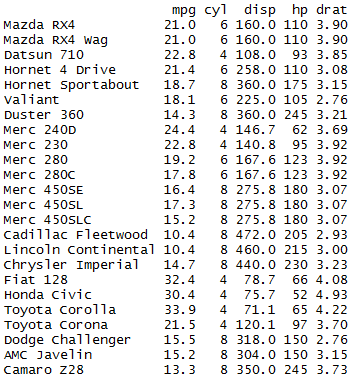 mpg cyl disp hp drat
Mazda RX4 21.0 6 160.0 110 3.90
Mazda RX4 Wag 21.0 6 160.0 110 3.90
Datsun 710 22.8 4 108.0 93 3.85
Hornet 4 Drive 21.4 6 258.0 110 3.08
Hornet Sportabout 18.7 8 360.0 175 3.15
Valiant 18.1 6 225.0 105 2.76
Duster 360 14.3 8 360.0 245 3.21
Merc 240D 24.4 4 146.7 62 3.69
Merc 230 22.8 4 140.8 95 3.92
Merc 280 19.2 6 167.6 123 3.92
Merc 280C 17.8 6 167.6 123 3.92
Merc 450SE 16.4 8 275.8 180 3.07
Merc 450SL 17.3 8 275.8 180 3.07
Merc 450SLC 15.2 8 275.8 180 3.07
Cadillac Fleetwood 10.4 8 472.0 205 2.93
Lincoln Continental 10.4 8 460.0 215 3.00
Chrysler Imperial 14.7 8 440.0 230 3.23
Fiat 128 32.4 4 78.7 66 4.08
Honda Civic 30.4 4 75.7 52 4.93
Toyota Corolla 33.9 4 71.1 65 4.22
Toyota Corona 21.5 4 120.1 97 3.70
Dodge Challenger 15.5 8 318.0 150 2.76
AMC Javelin 15.2 8 304.0 150 3.15
Camaro Z28 13.3 8 350.0 245 3.73